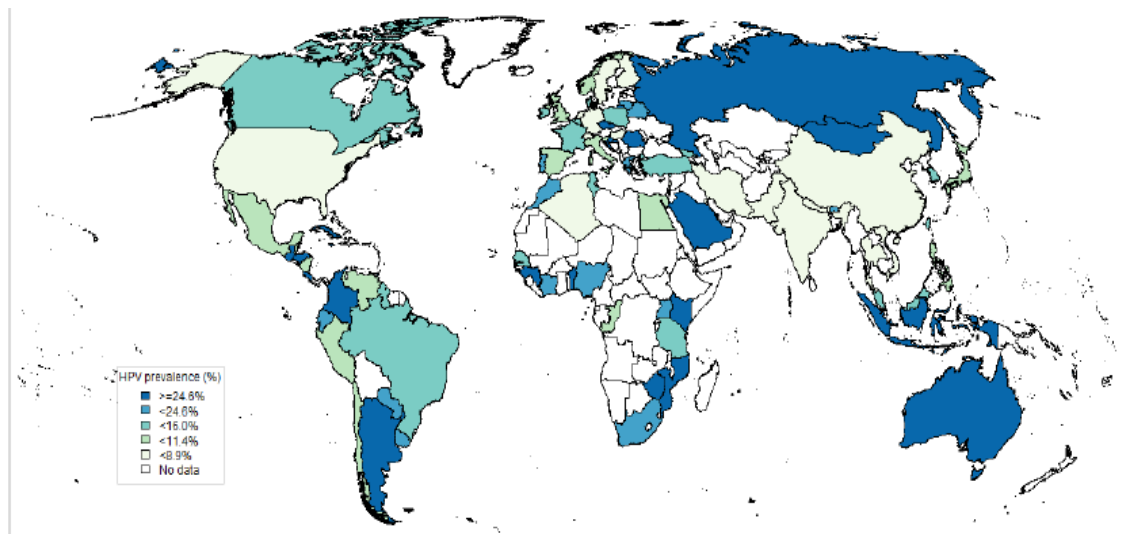 HPV prevalence (%)
>=24.6%
<24.6%
<16.0%
<11.4%
<8.9%
No data